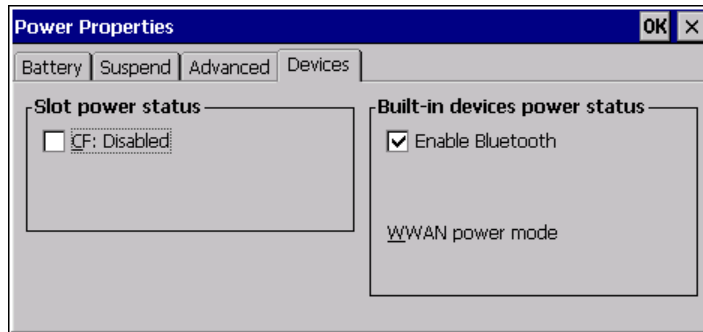 Power Properties OK ×
Battery Suspend Advanced Devices
Slot power status
CF: Disabled
Built-in devices power status
Enable Bluetooth
WWAN power mode